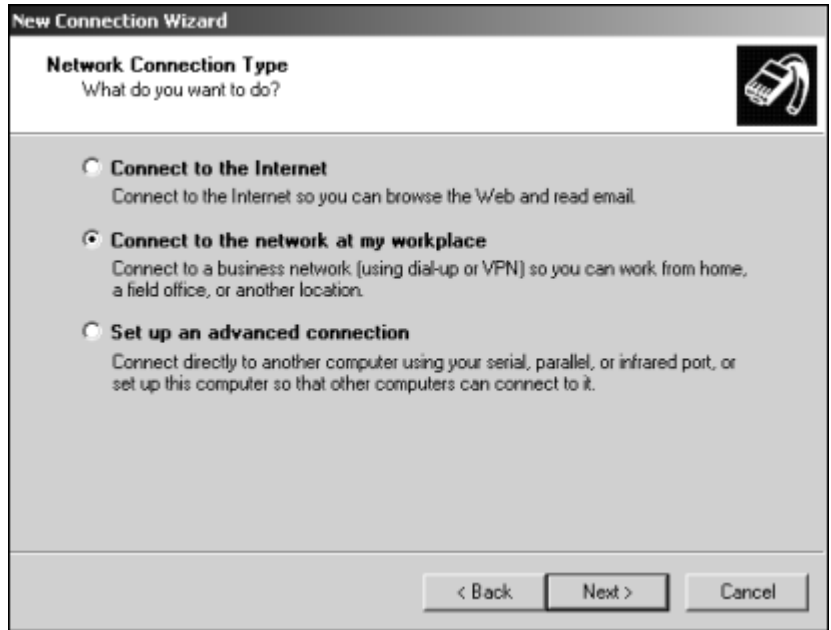 New Connection Wizard
Network Connection Type
What do you want to do?
Connect to the Internet
Connect to the Internet so you can browse the Web and read email.
Connect to the network at my workplace
Connect to a business network (using dial-up or VPN) so you can work from home,
a field office, or another location.
Set up an advanced connection
Connect directly to another computer using your serial, parallel, or infrared port, or
set up this computer so that other computers can connect to it.
< Back Next > Cancel